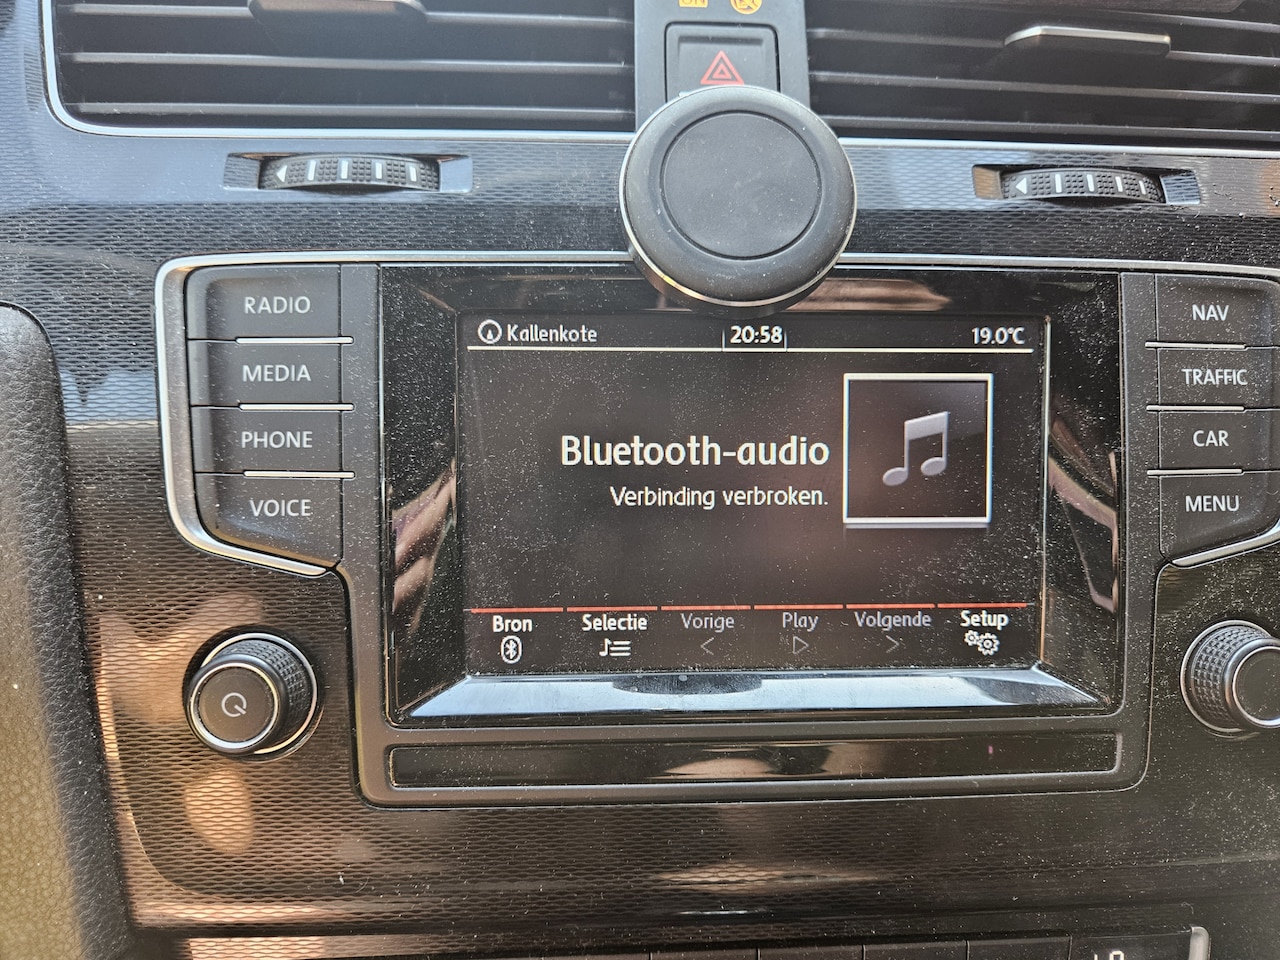 RADIO
MEDIA
PHONE
VOICE
Kallenkote 20:58 19.0°C
Bluetooth-audio
Verbinding verbroken.
Bron Selectie Vorige Play Volgende Setup
NAV
TRAFFIC
CAR
MENU